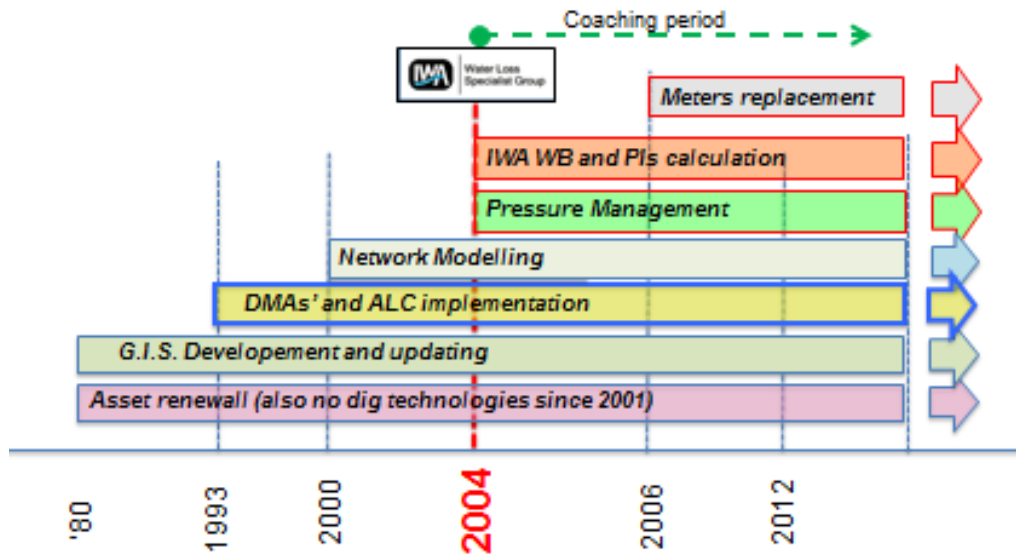 Coaching period
IWA
Water Loss
Specialist Group
Meters replacement
IWA WB and PIs calculation
Pressure Management
Network Modelling
DMAs' and ALC implementation
G.I.S. Developement and updating
Asset renewall (also no dig technologies since 2001)
'80
1993
2000
2004
2006
2012